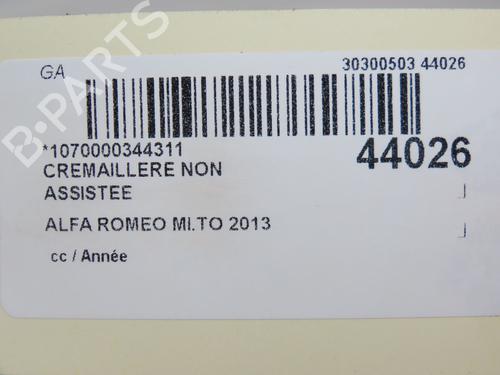 GA
30300503 44026
*1070000344311
44026
CREMAILLERE NON
ASSISTEE
ALFA ROMEO MI.TO 2013
cc / Année
B-PARTS